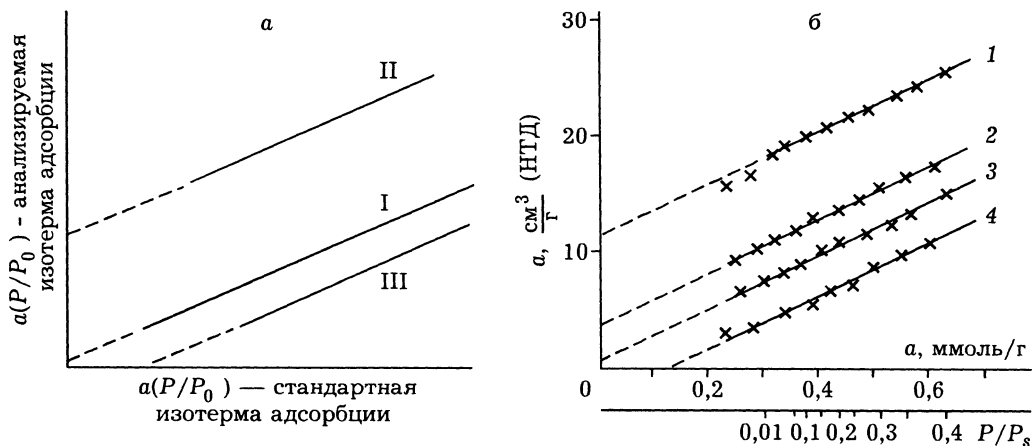 а
a(P/P₀) - анализируемая
изотерма адсорбции
II
I
III
a(P/P₀) — стандартная
изотерма адсорбции
б
a, см³/г (НТД)
30
20
10
0
1
2
3
4
a, ммоль/г
0,2
0,4
0,6
0,01
0,1
0,2
0,3
0,4
P/Pₛ